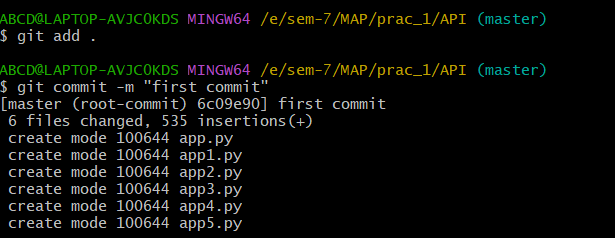 ABCD@LAPTOP-AVJC0KDS MINGW64 /e/sem-7/MAP/prac_1/API (master)
$ git add .
ABCD@LAPTOP-AVJC0KDS MINGW64 /e/sem-7/MAP/prac_1/API (master)
$ git commit -m "first commit"
[master (root-commit) 6c09e90] first commit
 6 files changed, 535 insertions(+)
 create mode 100644 app.py
 create mode 100644 app1.py
 create mode 100644 app2.py
 create mode 100644 app3.py
 create mode 100644 app4.py
 create mode 100644 app5.py